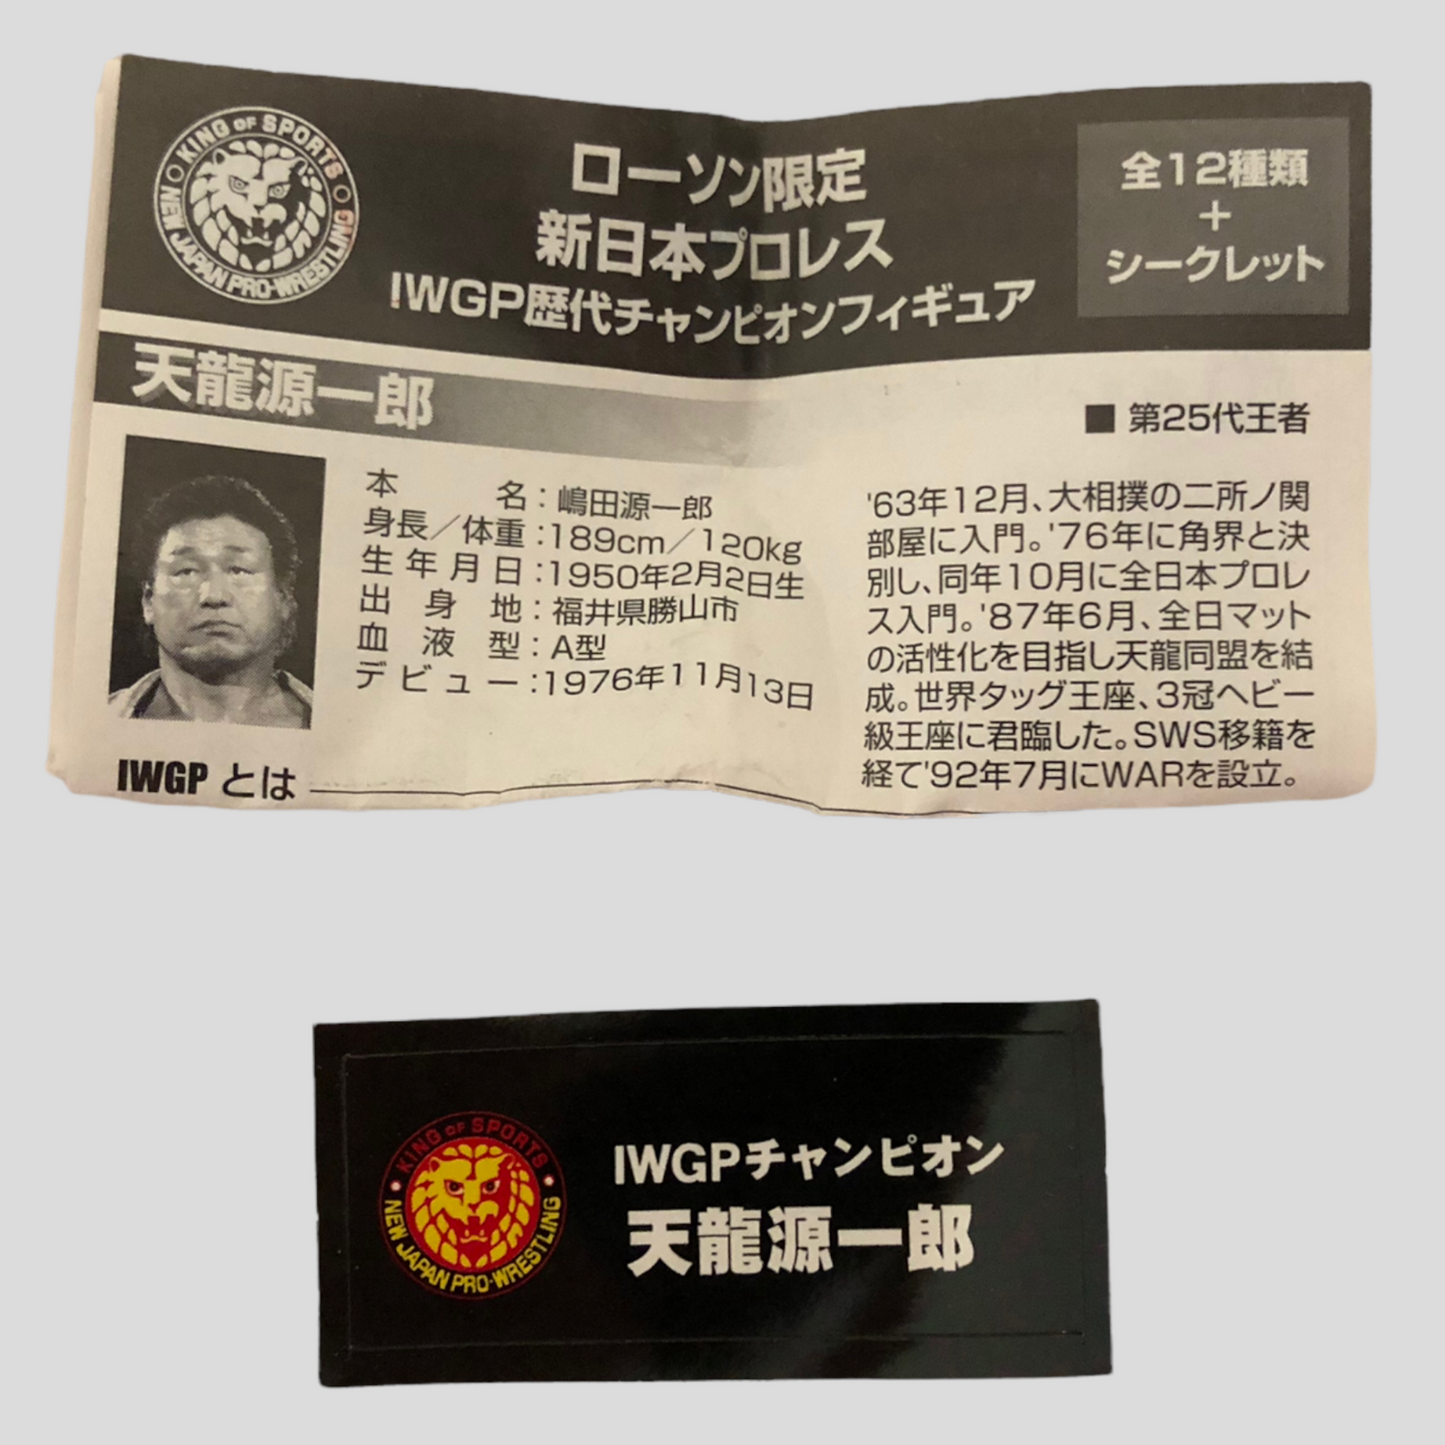 KING OF SPORTS
NEW JAPAN PRO-WRESTLING
ローソン限定
新日本プロレス
IWGP歴代チャンピオンフィギュア
全12種類
＋
シークレット
天龍源一郎
■ 第25代王者
本名：嶋田源一郎
身長／体重：189cm／120kg
生年月日：1950年2月2日生
出身地：福井県勝山市
血液型：A型
デビュー：1976年11月13日
'63年12月、大相撲の二所ノ関
部屋に入門。'76年に角界と決
別し、同年10月に全日本プロレ
ス入門。'87年6月、全日マット
の活性化を目指し天龍同盟を結
成。世界タッグ王座、3冠ヘビー
級王座に君臨した。SWS移籍を
経て'92年7月にWARを設立。
IWGP とは
KING OF SPORTS
NEW JAPAN PRO-WRESTLING
IWGPチャンピオン
天龍源一郎